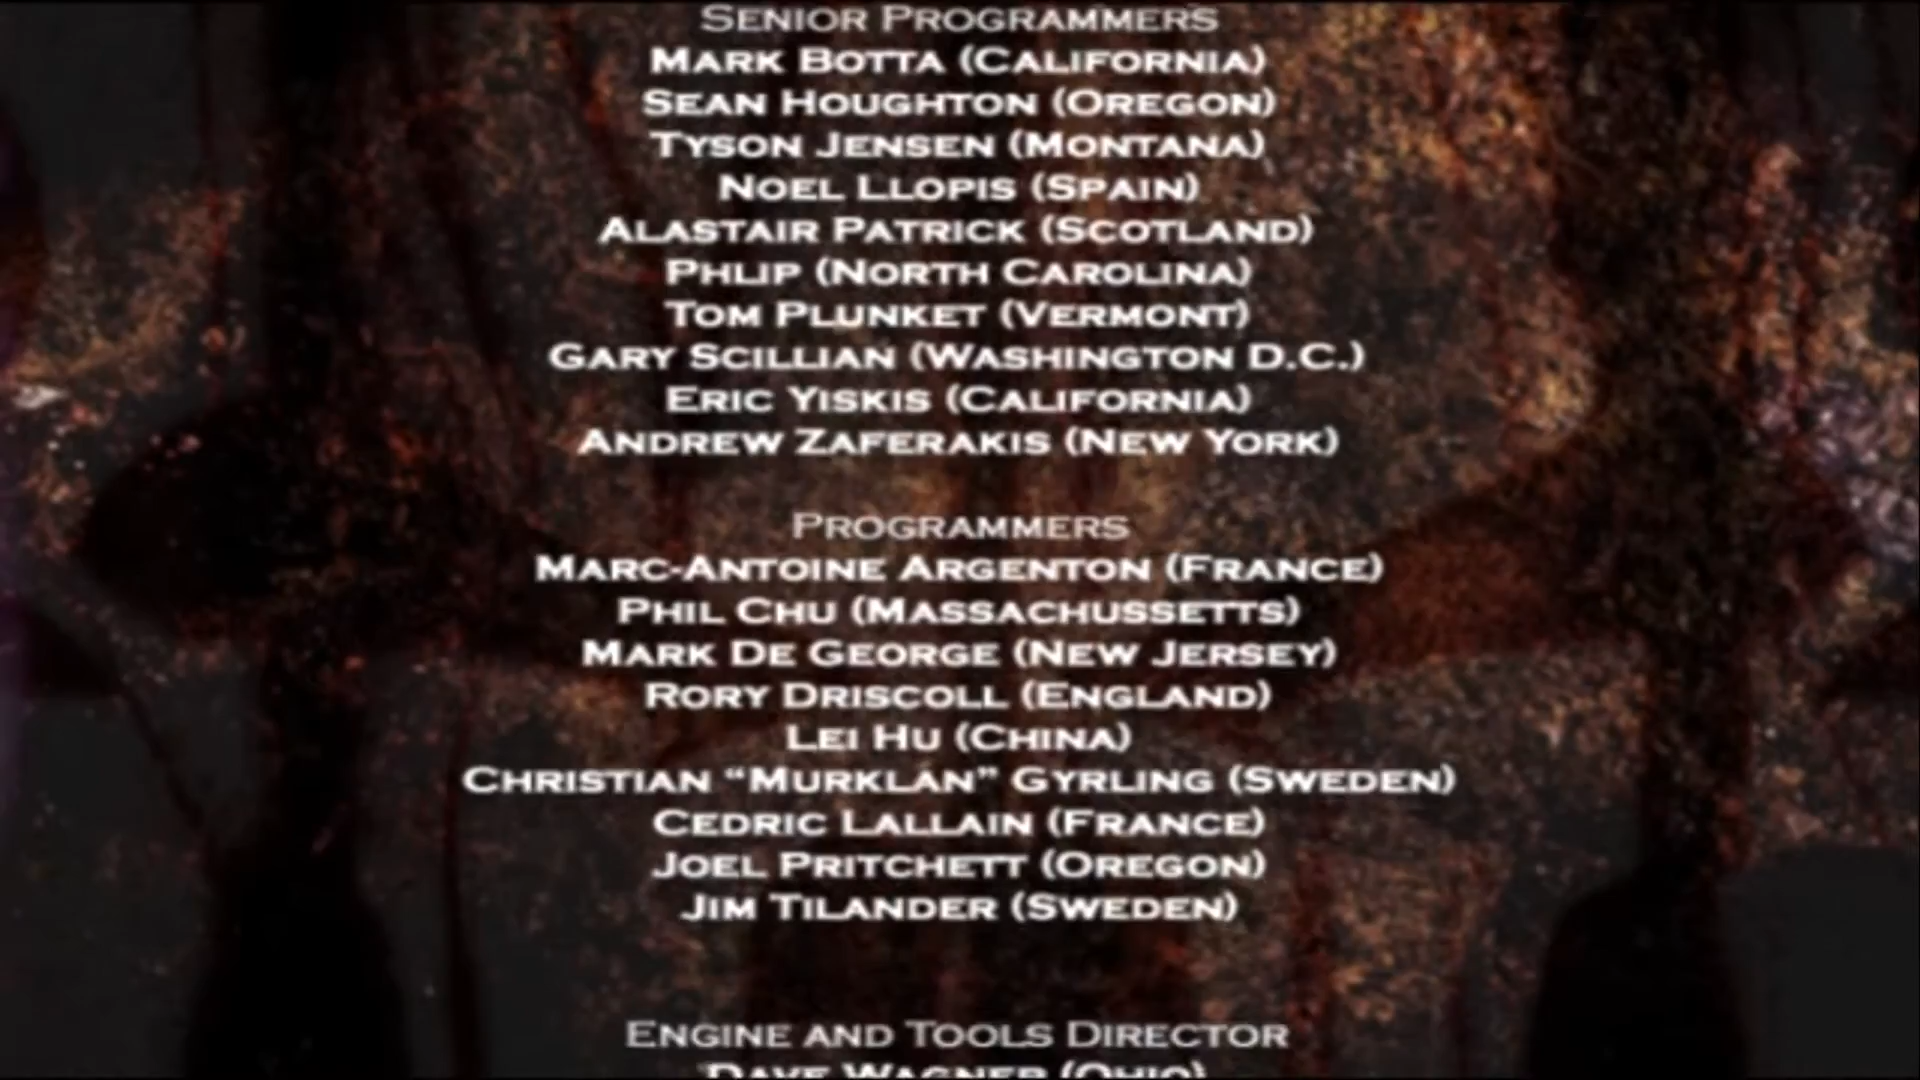 Senior Programmers
Mark Botta (California)
Sean Houghton (Oregon)
Tyson Jensen (Montana)
Noel Llopis (Spain)
Alastair Patrick (Scotland)
Phlip (North Carolina)
Tom Plunket (Vermont)
Gary Scillian (Washington D.C.)
Eric Yiskis (California)
Andrew Zaferakis (New York)
Programmers
Marc-Antoine Argenton (France)
Phil Chu (Massachussetts)
Mark De George (New Jersey)
Rory Driscoll (England)
Lei Hu (China)
Christian “Murklan” Gyrling (Sweden)
Cedric Lallain (France)
Joel Pritchett (Oregon)
Jim Tilander (Sweden)
Engine and Tools Director
Dave Wagner (Ohio)